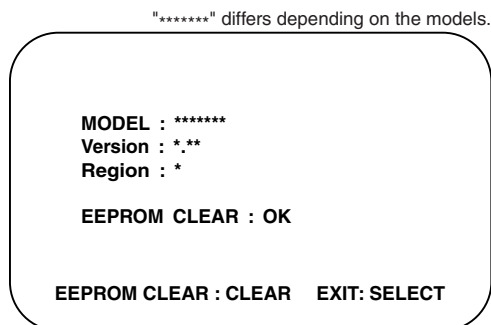 "*******" differs depending on the models.
MODEL : *******
Version : *.**
Region : *
EEPROM CLEAR : OK
EEPROM CLEAR : CLEAR EXIT: SELECT